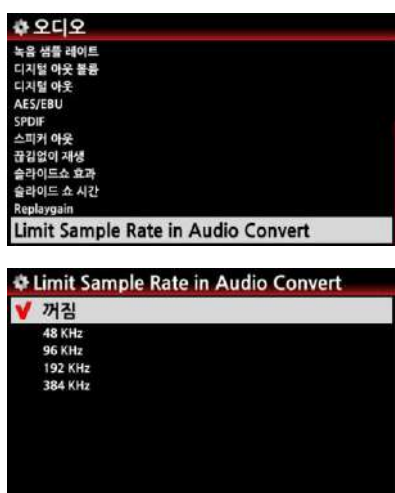 오디오
녹음 샘플 레이트
디지털 아웃 볼륨
디지털 아웃
AES/EBU
SPDIF
스피커 아웃
끊김없이 재생
슬라이드쇼 효과
슬라이드 쇼 시간
Replaygain
Limit Sample Rate in Audio Convert
Limit Sample Rate in Audio Convert
꺼짐
48 KHz
96 KHz
192 KHz
384 KHz